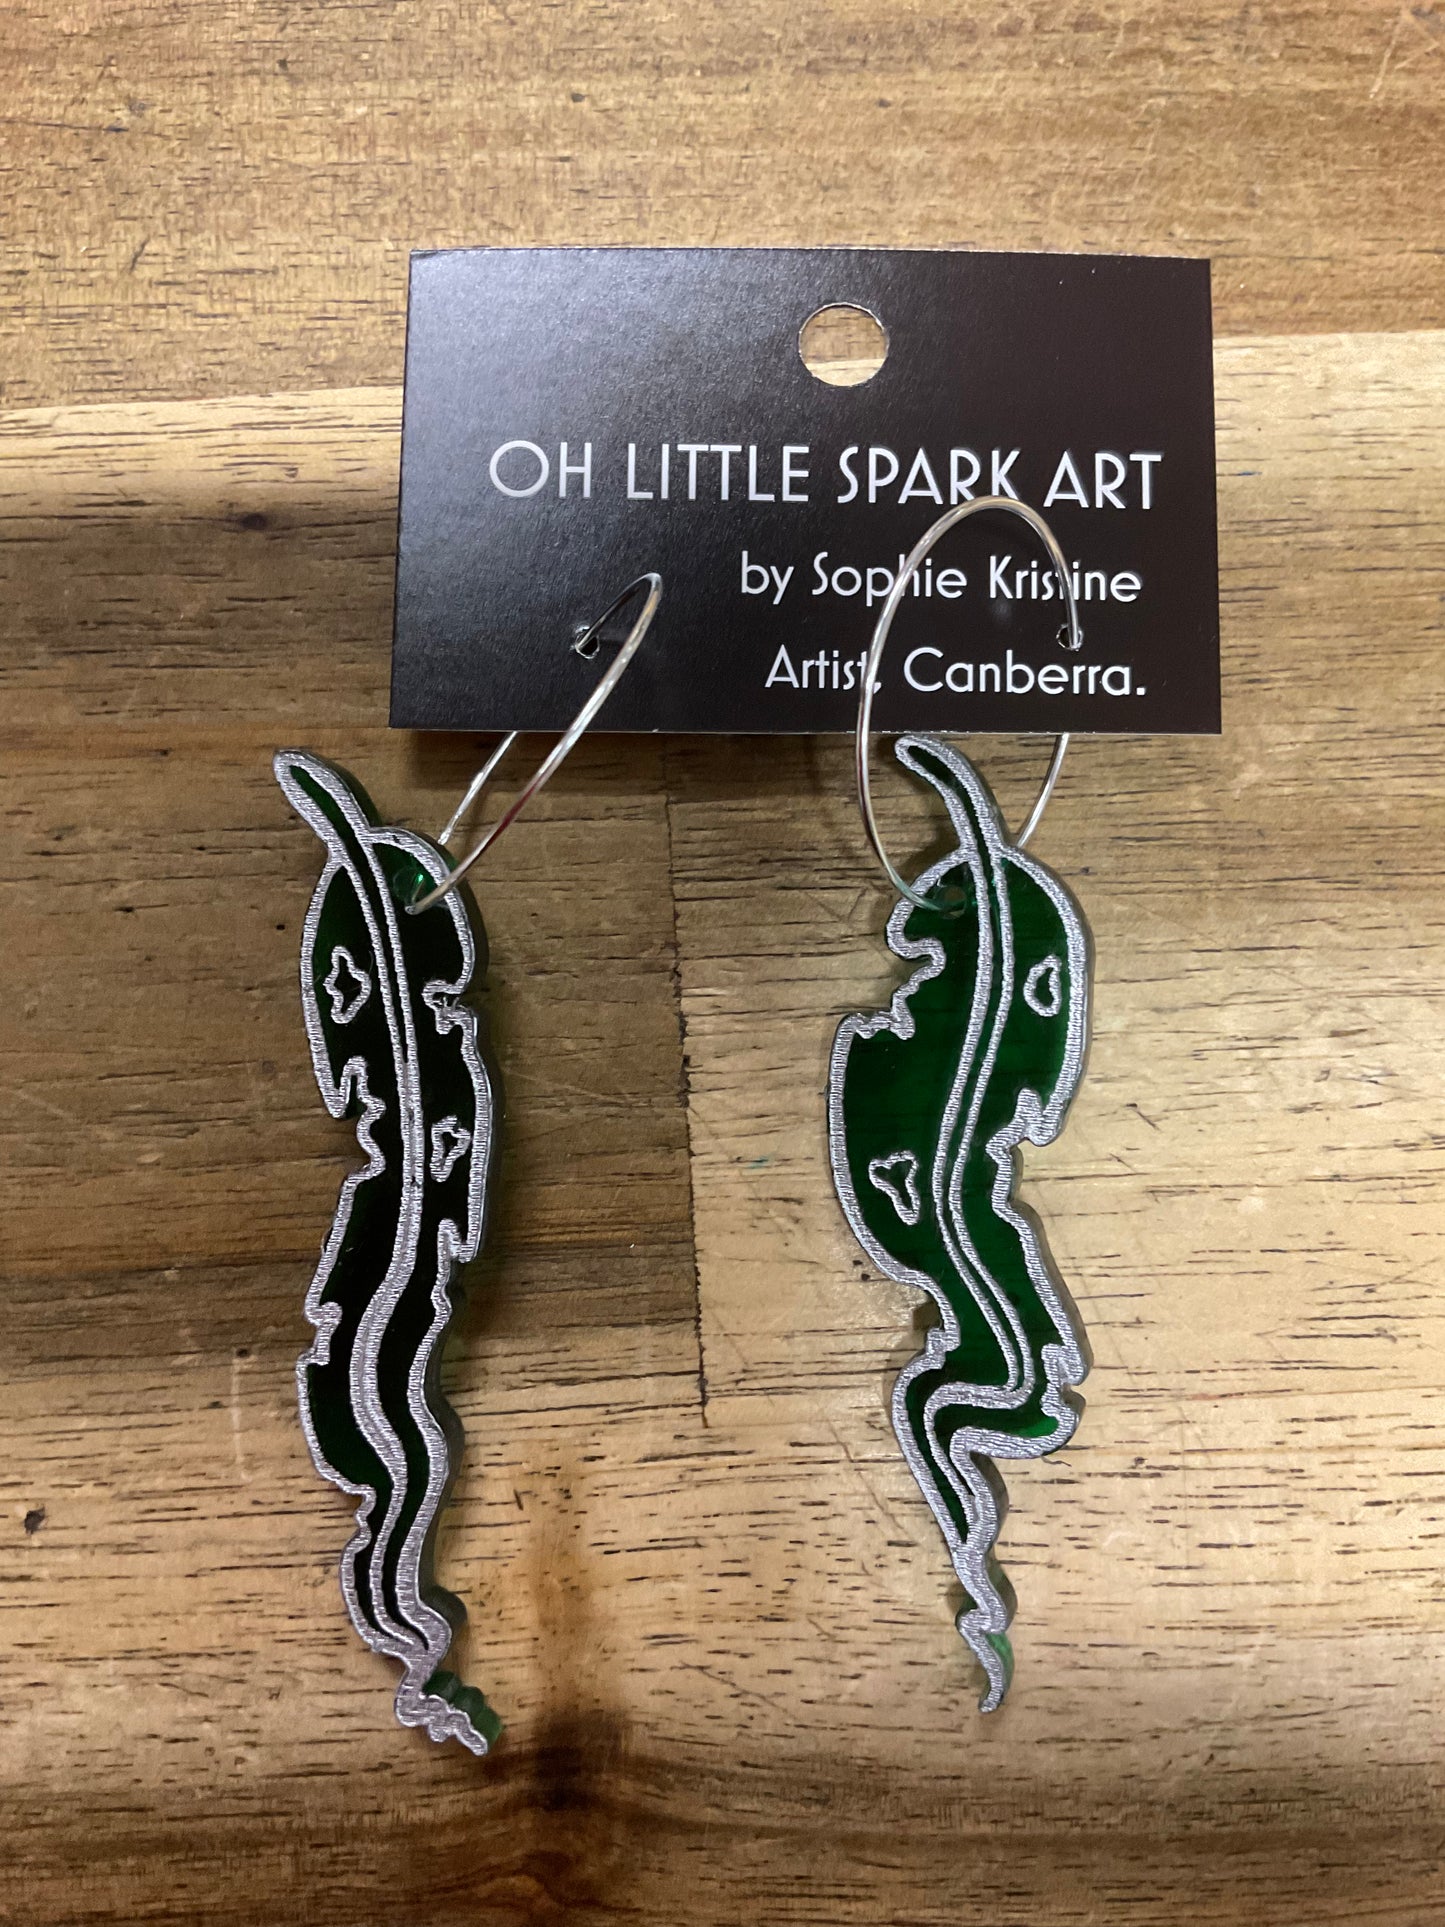 OH LITTLE SPARK ART
by Sophie Kristine
Artist, Canberra.